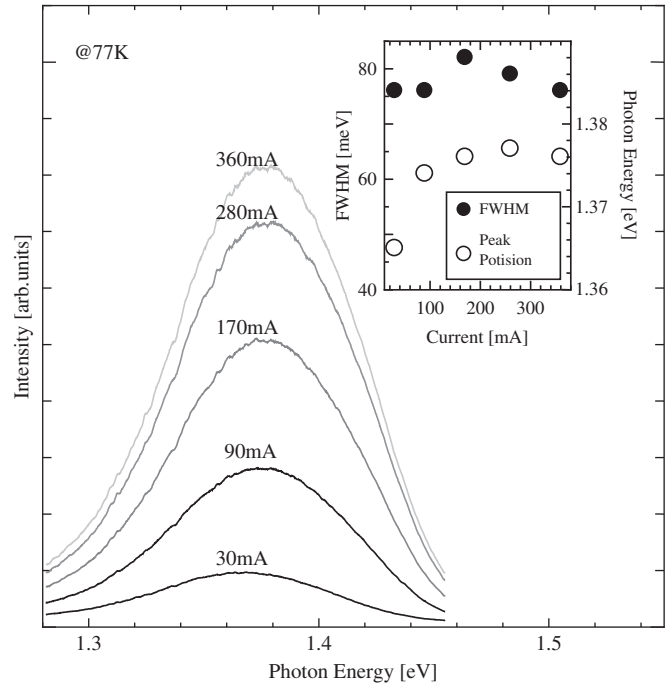 @77K
360mA
280mA
170mA
90mA
30mA
Intensity [arb.units]
1.3
1.4
1.5
Photon Energy [eV]
80
60
40
FWHM [meV]
1.38
1.37
1.36
Photon Energy [eV]
FWHM
Peak
Potision
100
200
300
Current [mA]